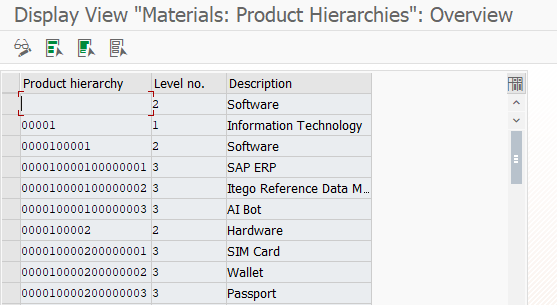 Display View "Materials: Product Hierarchies": Overview
Product hierarchy Level no. Description
2 Software
00001 1 Information Technology
0000100001 2 Software
000010000100000001 3 SAP ERP
000010000100000002 3 Itego Reference Data M...
000010000100000003 3 AI Bot
0000100002 2 Hardware
000010000200000001 3 SIM Card
000010000200000002 3 Wallet
000010000200000003 3 Passport